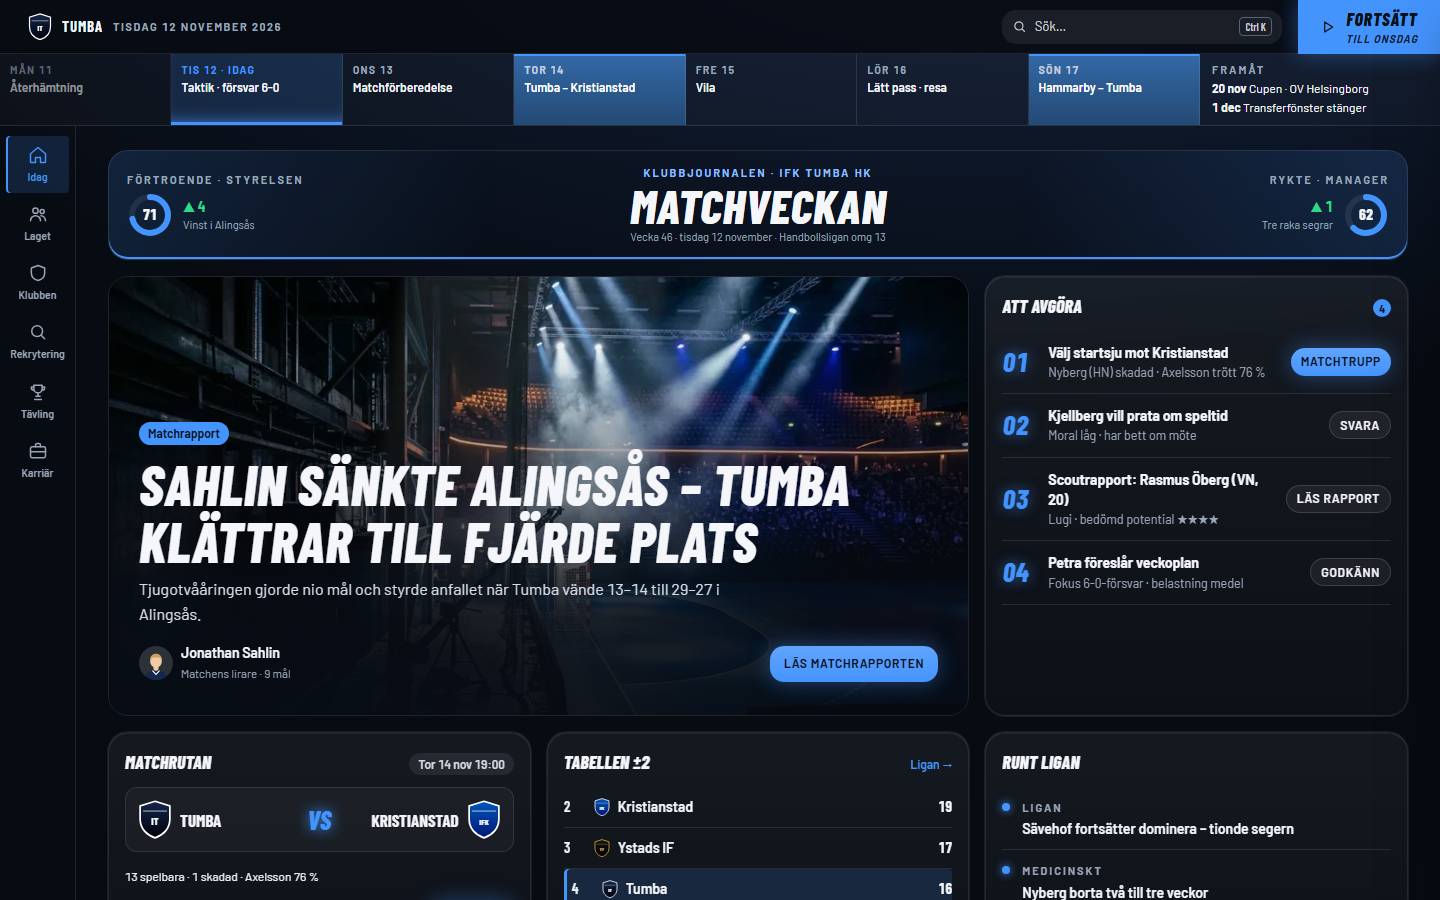 IT
TUMBA
TISDAG 12 NOVEMBER 2026
Sök...
Ctrl K
FORTSÄTT
TILL ONSDAG
MÅN 11
Återhämtning
TIS 12 · IDAG
Taktik · försvar 6-0
ONS 13
Matchförberedelse
TOR 14
Tumba – Kristianstad
FRE 15
Vila
LÖR 16
Lätt pass · resa
SÖN 17
Hammarby – Tumba
FRAMÅT
20 nov Cupen · OV Helsingborg
1 dec Transferfönster stänger
Idag
Laget
Klubben
Rekrytering
Tävling
Karriär
FÖRTROENDE · STYRELSEN
71
▲4
Vinst i Alingsås
KLUBBJOURNALEN · IFK TUMBA HK
MATCHVECKAN
Vecka 46 · tisdag 12 november · Handbollsligan omg 13
RYKTE · MANAGER
▲1
Tre raka segrar
62
Matchrapport
SAHLIN SÄNKTE ALINGSÅS – TUMBA
KLÄTTRAR TILL FJÄRDE PLATS
Tjugotvååringen gjorde nio mål och styrde anfallet när Tumba vände 13–14 till 29–27 i
Alingsås.
Jonathan Sahlin
Matchens lirare · 9 mål
LÄS MATCHRAPPORTEN
ATT AVGÖRA
4
01
Välj startsju mot Kristianstad
Nyberg (HN) skadad · Axelsson trött 76 %
MATCHTRUPP
02
Kjellberg vill prata om speltid
Moral låg · har bett om möte
SVARA
03
Scoutrapport: Rasmus Öberg (VN,
20)
Lugi · bedömd potential ★★★★
LÄS RAPPORT
04
Petra föreslår veckoplan
Fokus 6-0-försvar · belastning medel
GODKÄNN
MATCHRUTAN
Tor 14 nov 19:00
IT
TUMBA
VS
KRISTIANSTAD
IFK
13 spelbara · 1 skadad · Axelsson 76 %
TABELLEN ±2
Ligan →
2 Kristianstad 19
3 Ystads IF 17
4 Tumba 16
RUNT LIGAN
LIGAN
Sävehof fortsätter dominera – tionde segern
MEDICINSKT
Nyberg borta två till tre veckor